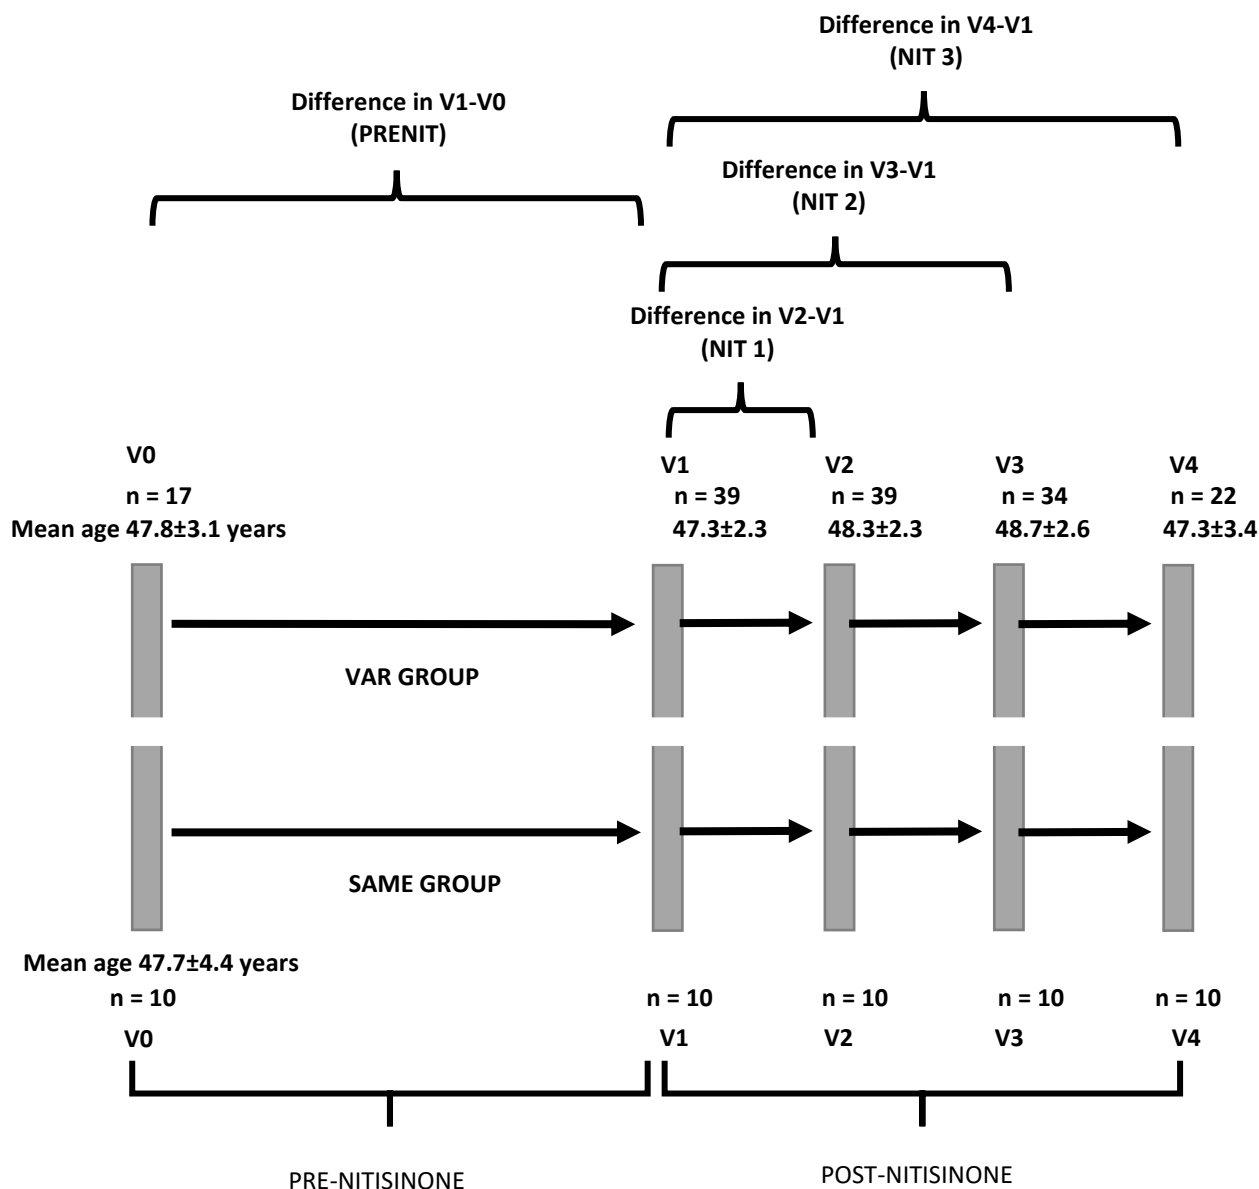 Difference in V4-V1
(NIT 3)
Difference in V1-V0
(PRENIT)
Difference in V3-V1
(NIT 2)
Difference in V2-V1
(NIT 1)
V0
n = 17
Mean age 47.8±3.1 years
V1
n = 39
47.3±2.3
V2
n = 39
48.3±2.3
V3
n = 34
48.7±2.6
V4
n = 22
47.3±3.4
VAR GROUP
SAME GROUP
Mean age 47.7±4.4 years
n = 10
V0
n = 10
V1
n = 10
V2
n = 10
V3
n = 10
V4
PRE-NITISINONE
POST-NITISINONE